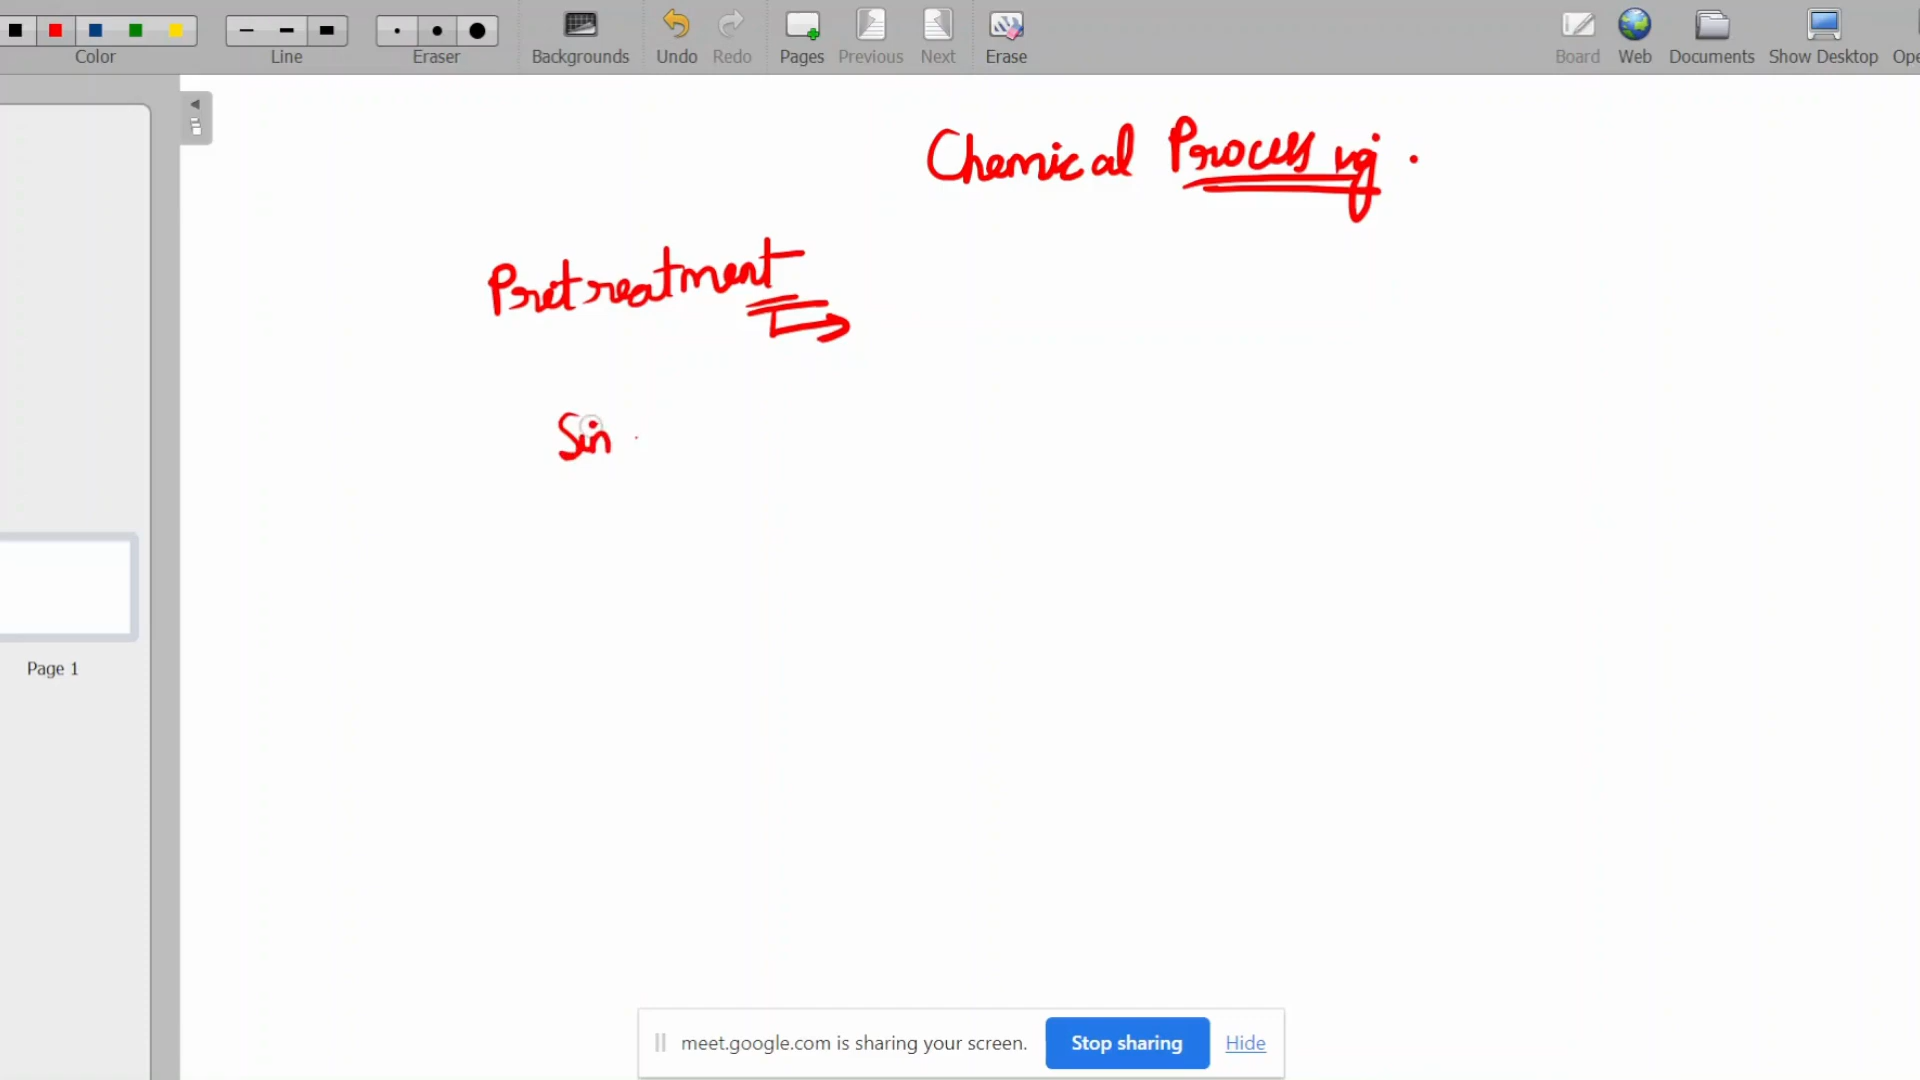 Color
Line
Eraser
Backgrounds
Undo
Redo
Pages
Previous
Next
Erase
Board
Web
Documents
Show Desktop
Ope
Chemical Processing.
Pretreatment
Sin
Page 1
meet.google.com is sharing your screen.
Stop sharing
Hide